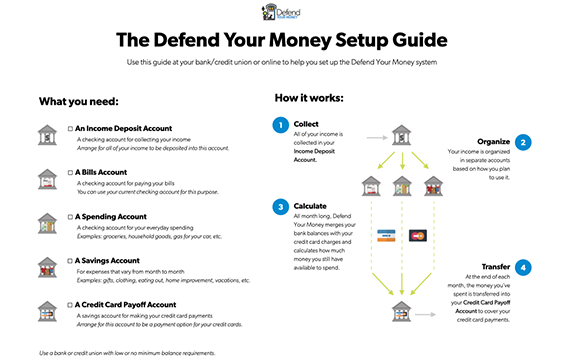 Defend
YOUR MONEY
The Defend Your Money Setup Guide
Use this guide at your bank/credit union or online to help you set up the Defend Your Money system
What you need:
An Income Deposit Account
A checking account for collecting your income
Arrange for all of your income to be deposited into this account.
A Bills Account
A checking account for paying your bills
You can use your current checking account for this purpose.
A Spending Account
A checking account for your everyday spending
Examples: groceries, household goods, gas for your car, etc.
A Savings Account
For expenses that vary from month to month
Examples: gifts, clothing, eating out, home improvement, vacations, etc.
A Credit Card Payoff Account
A savings account for making your credit card payments
Arrange for this account to be a payment option for your credit cards.
Use a bank or credit union with low or no minimum balance requirements.
How it works:
1
Collect
All of your income is
collected in your
Income Deposit
Account.
Organize
2
Your income is organized
in separate accounts
based on how you plan
to use it.
3
Calculate
All month long, Defend
Your Money merges your
bank balances with your
credit card charges and
calculates how much
money you still have
available to spend.
Transfer
4
At the end of each
month, the money you've
spent is transferred into
your Credit Card Payoff
Account to cover your
credit card payments.